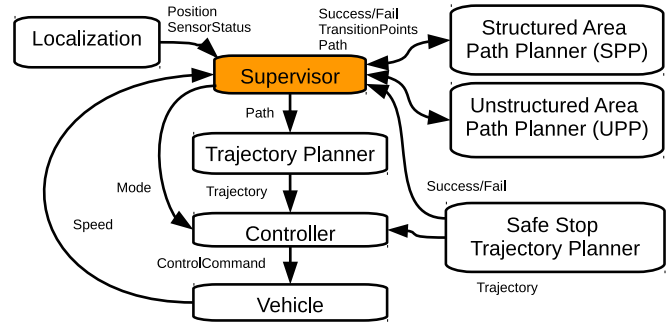 Localization
Position
SensorStatus
Success/Fail
TransitionPoints
Path
Structured Area
Path Planner (SPP)
Supervisor
Unstructured Area
Path Planner (UPP)
Path
Trajectory Planner
Mode
Trajectory
Success/Fail
Speed
Controller
Safe Stop
Trajectory Planner
ControlCommand
Trajectory
Vehicle